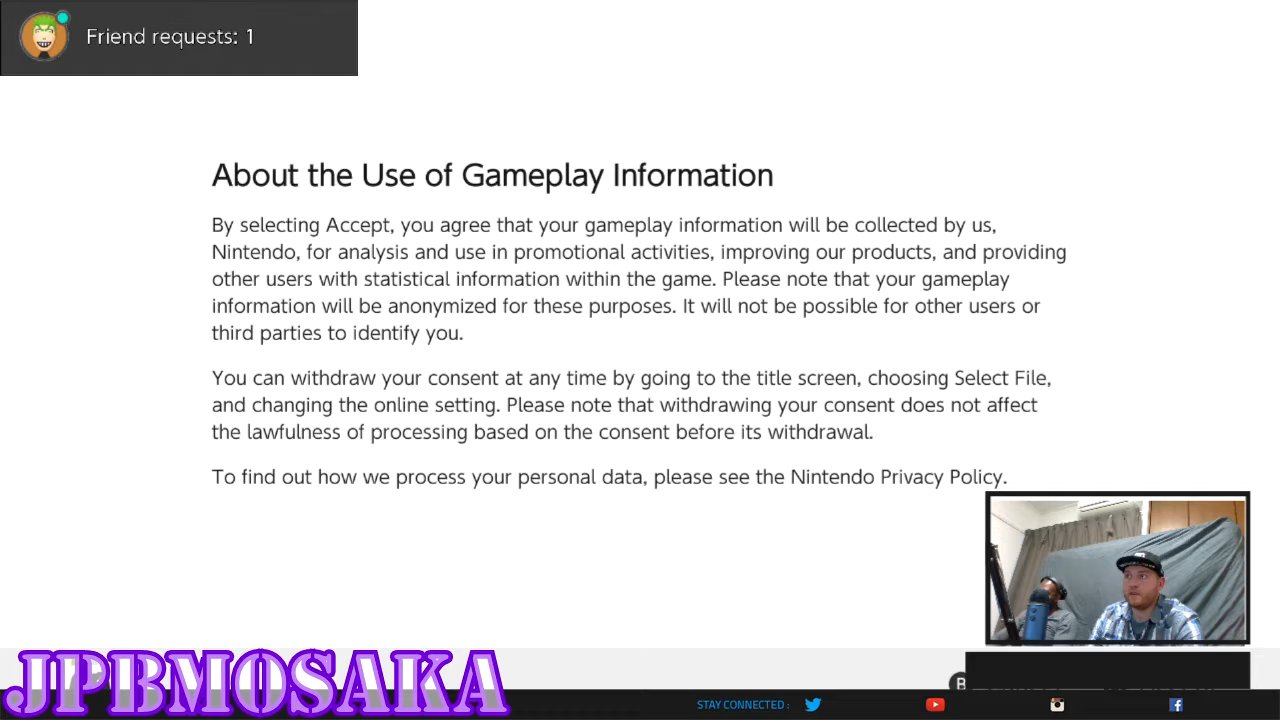 Friend requests: 1
About the Use of Gameplay Information
By selecting Accept, you agree that your gameplay information will be collected by us,
Nintendo, for analysis and use in promotional activities, improving our products, and providing
other users with statistical information within the game. Please note that your gameplay
information will be anonymized for these purposes. It will not be possible for other users or
third parties to identify you.
You can withdraw your consent at any time by going to the title screen, choosing Select File,
and changing the online setting. Please note that withdrawing your consent does not affect
the lawfulness of processing based on the consent before its withdrawal.
To find out how we process your personal data, please see the Nintendo Privacy Policy.
JPBMOSAKA
B
STAY CONNECTED :